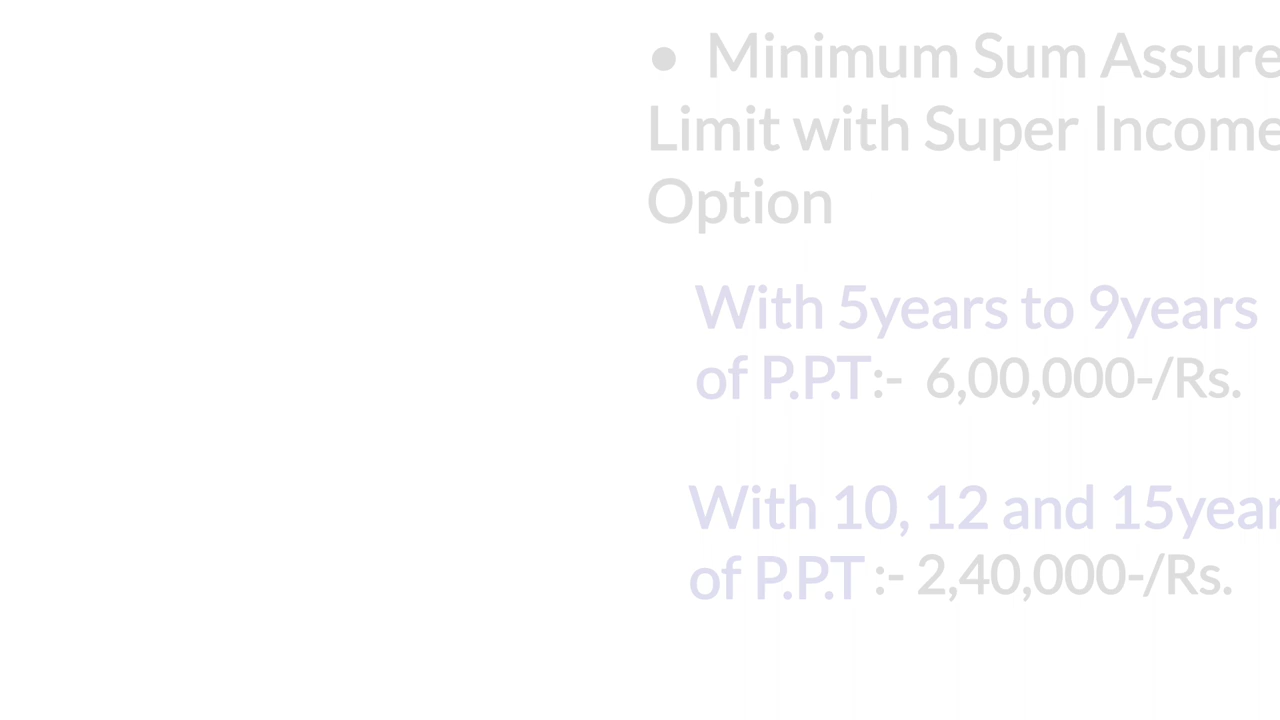 ● Minimum Sum Assure
Limit with Super Income
Option
With 5years to 9years
of P.P.T:- 6,00,000-/Rs.
With 10, 12 and 15year
of P.P.T :- 2,40,000-/Rs.